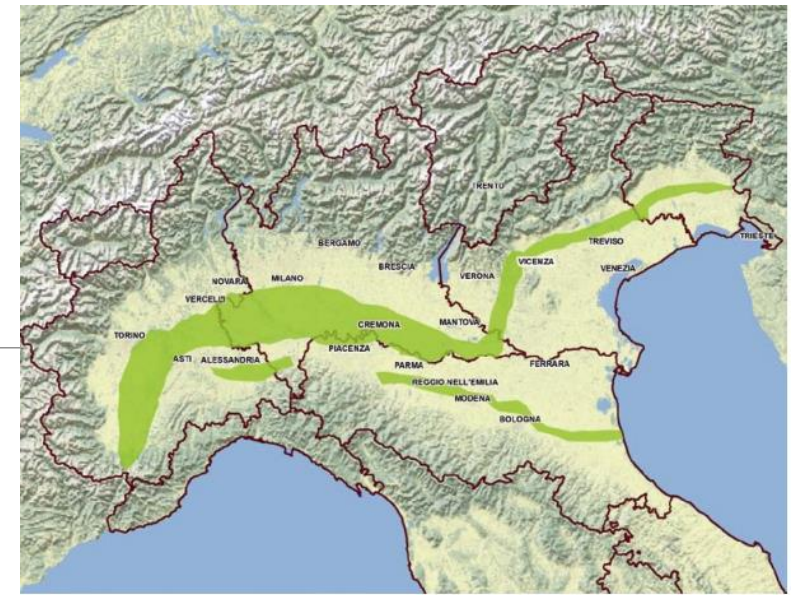 TRENTO
TRIESTE
TREVISO
BERGAMO
VICENZA
BRESCIA
VENEZIA
VERONA
NOVARA
MILANO
VERCELLI
CREMONA
MANTOVA
TORINO
PIACENZA
ASTI
ALESSANDRIA
PARMA
FERRARA
REGGIO NELL'EMILIA
MODENA
BOLOGNA